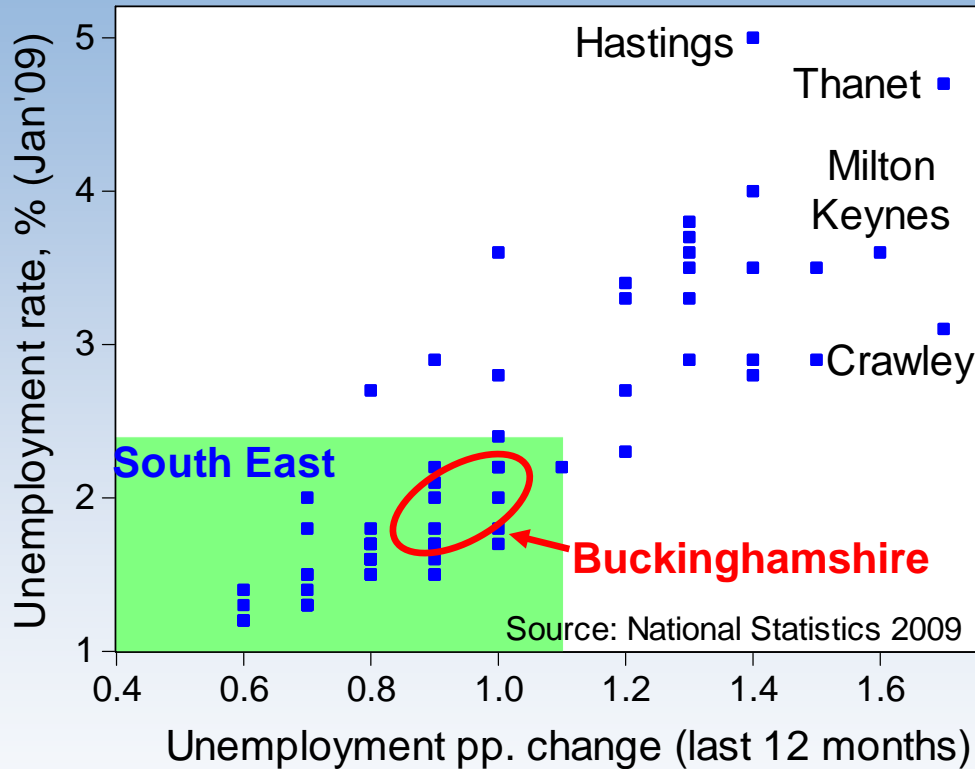 Unemployment rate, % (Jan'09)
5
4
3
2
1
Hastings
Thanet
Milton
Keynes
Crawley
South East
Buckinghamshire
Source: National Statistics 2009
0.4 0.6 0.8 1.0 1.2 1.4 1.6
Unemployment pp. change (last 12 months)